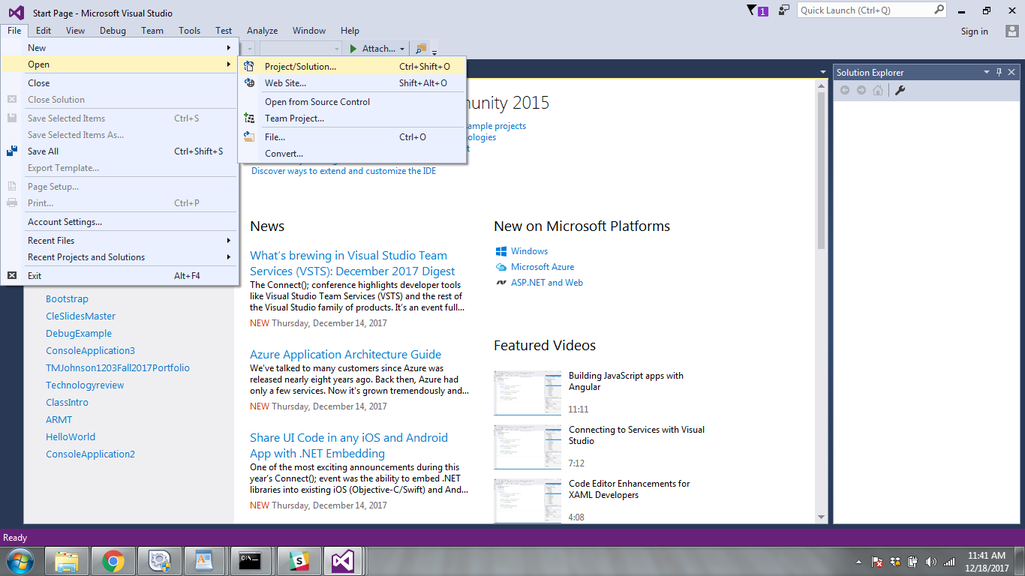 Start Page - Microsoft Visual Studio
1
Quick Launch (Ctrl+Q)
File Edit View Debug Team Tools Test Analyze Window Help
Sign in
Attach...
New
Open
Close
Close Solution
Save Selected Items Ctrl+S
Save Selected Items As...
Save All Ctrl+Shift+S
Export Template...
Page Setup...
Print... Ctrl+P
Account Settings...
Recent Files
Recent Projects and Solutions
Exit Alt+F4
Project/Solution... Ctrl+Shift+O
Web Site... Shift+Alt+O
Open from Source Control
Team Project...
File... Ctrl+O
Convert...
Solution Explorer
munity 2015
ample projects
ologies
t
Discover ways to extend and customize the IDE
Bootstrap
CleSlidesMaster
DebugExample
ConsoleApplication3
TMJohnson1203Fall2017Portfolio
Technologyreview
ClassIntro
ARMT
HelloWorld
ConsoleApplication2
News
What's brewing in Visual Studio Team
Services (VSTS): December 2017 Digest
The Connect(); conference highlights developer tools
like Visual Studio Team Services (VSTS) and the rest of
the Visual Studio family of products. It's an event full...
NEW Thursday, December 14, 2017
Azure Application Architecture Guide
We've talked to many customers since Azure was
released nearly eight years ago. Back then, Azure had
only a few services. Now it's grown tremendously and...
NEW Thursday, December 14, 2017
Share UI Code in any iOS and Android
App with .NET Embedding
One of the most exciting announcements during this
year's Connect(); event was the ability to embed .NET
libraries into existing iOS (Objective-C/Swift) and And...
NEW Thursday, December 14, 2017
New on Microsoft Platforms
Windows
Microsoft Azure
ASP.NET and Web
Featured Videos
Building JavaScript apps with
Angular
11:11
Connecting to Services with Visual
Studio
7:12
Code Editor Enhancements for
XAML Developers
4:08
Ready
11:41 AM
12/18/2017